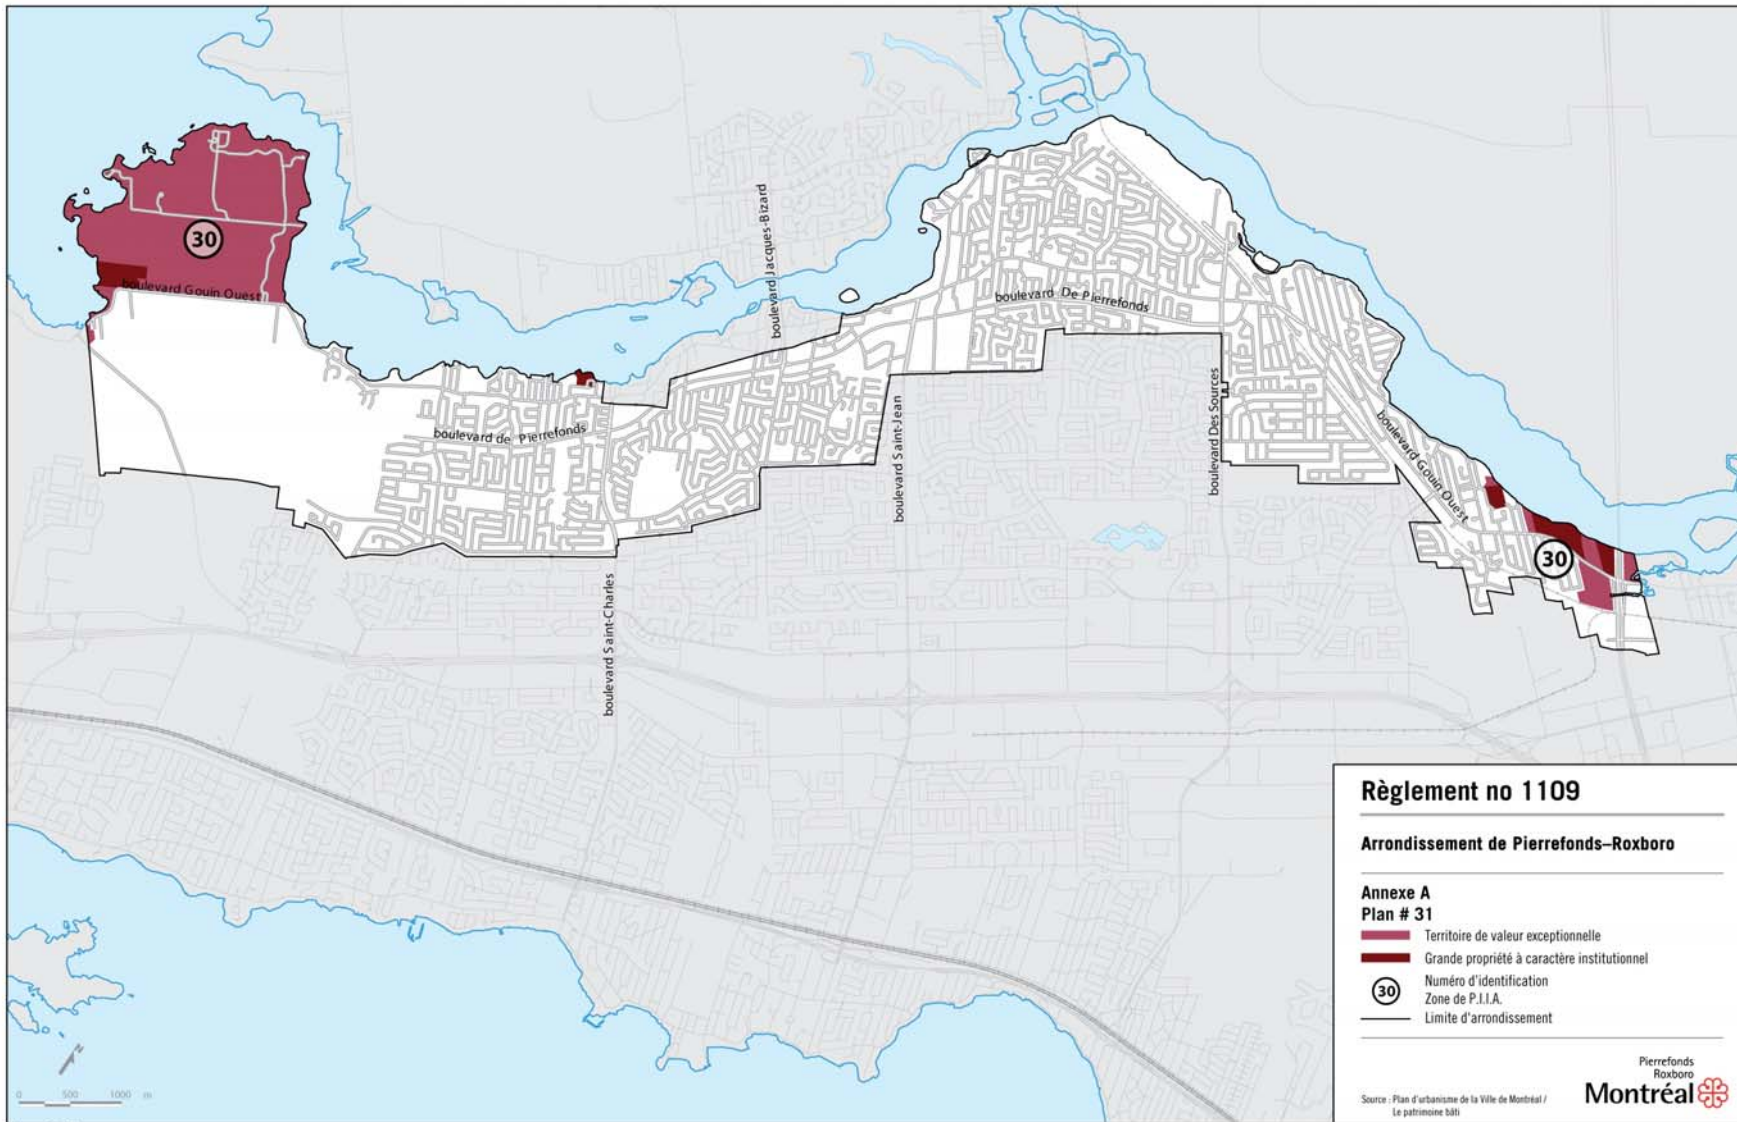 30
boulevard Gouin Ouest
boulevard Jacques-Bizard
boulevard De Pierrefonds
boulevard de Pierrefonds
boulevard Saint-Jean
boulevard Des Sources
boulevard Gouin Ouest
30
boulevard Saint-Charles
Règlement no 1109
Arrondissement de Pierrefonds–Roxboro
Annexe A
Plan # 31
Territoire de valeur exceptionnelle
Grande propriété à caractère institutionnel
30
Numéro d'identification
Zone de P.I.I.A.
Limite d'arrondissement
Pierrefonds
Roxboro
Montréal
Source : Plan d'urbanisme de la Ville de Montréal /
Le patrimoine bâti
N
0 500 1000 m